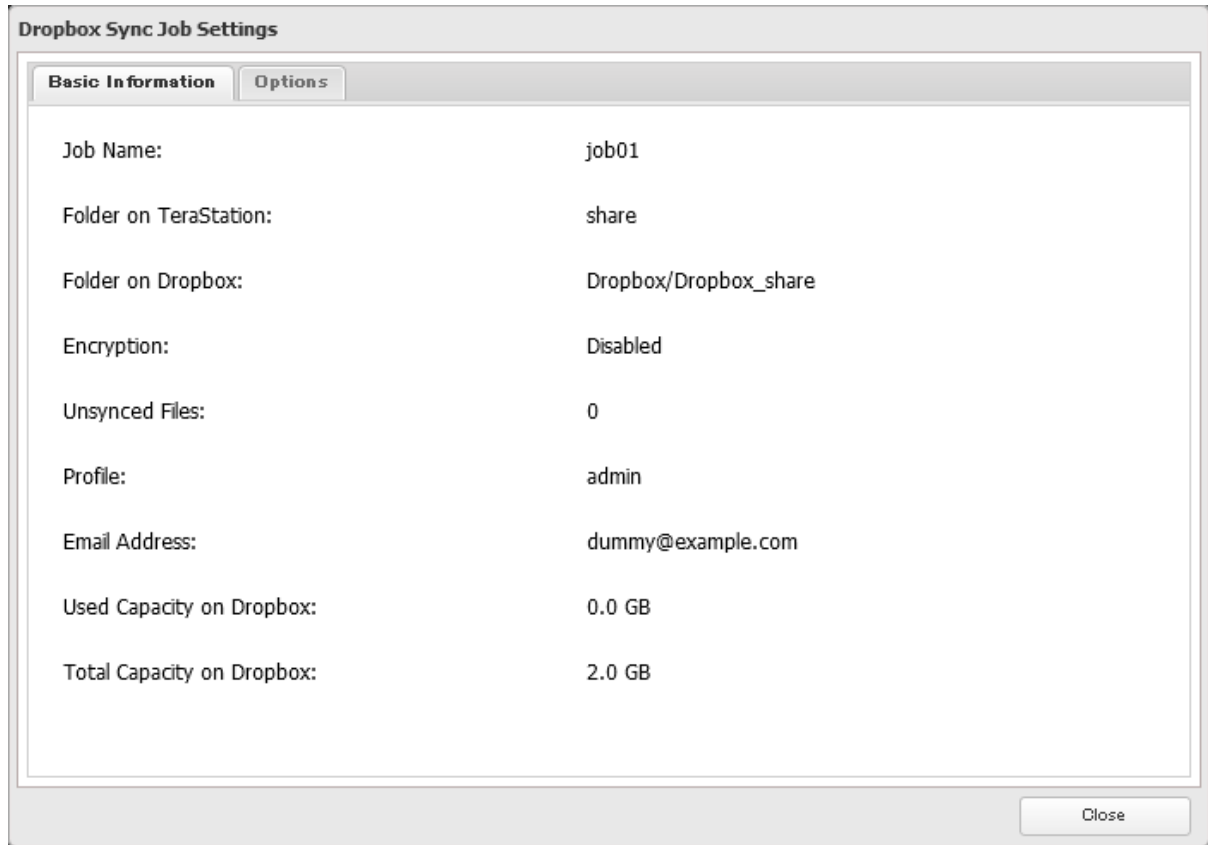 Dropbox Sync Job Settings
Basic Information Options
Job Name: job01
Folder on TeraStation: share
Folder on Dropbox: Dropbox/Dropbox_share
Encryption: Disabled
Unsynced Files: 0
Profile: admin
Email Address: dummy@example.com
Used Capacity on Dropbox: 0.0 GB
Total Capacity on Dropbox: 2.0 GB
Close